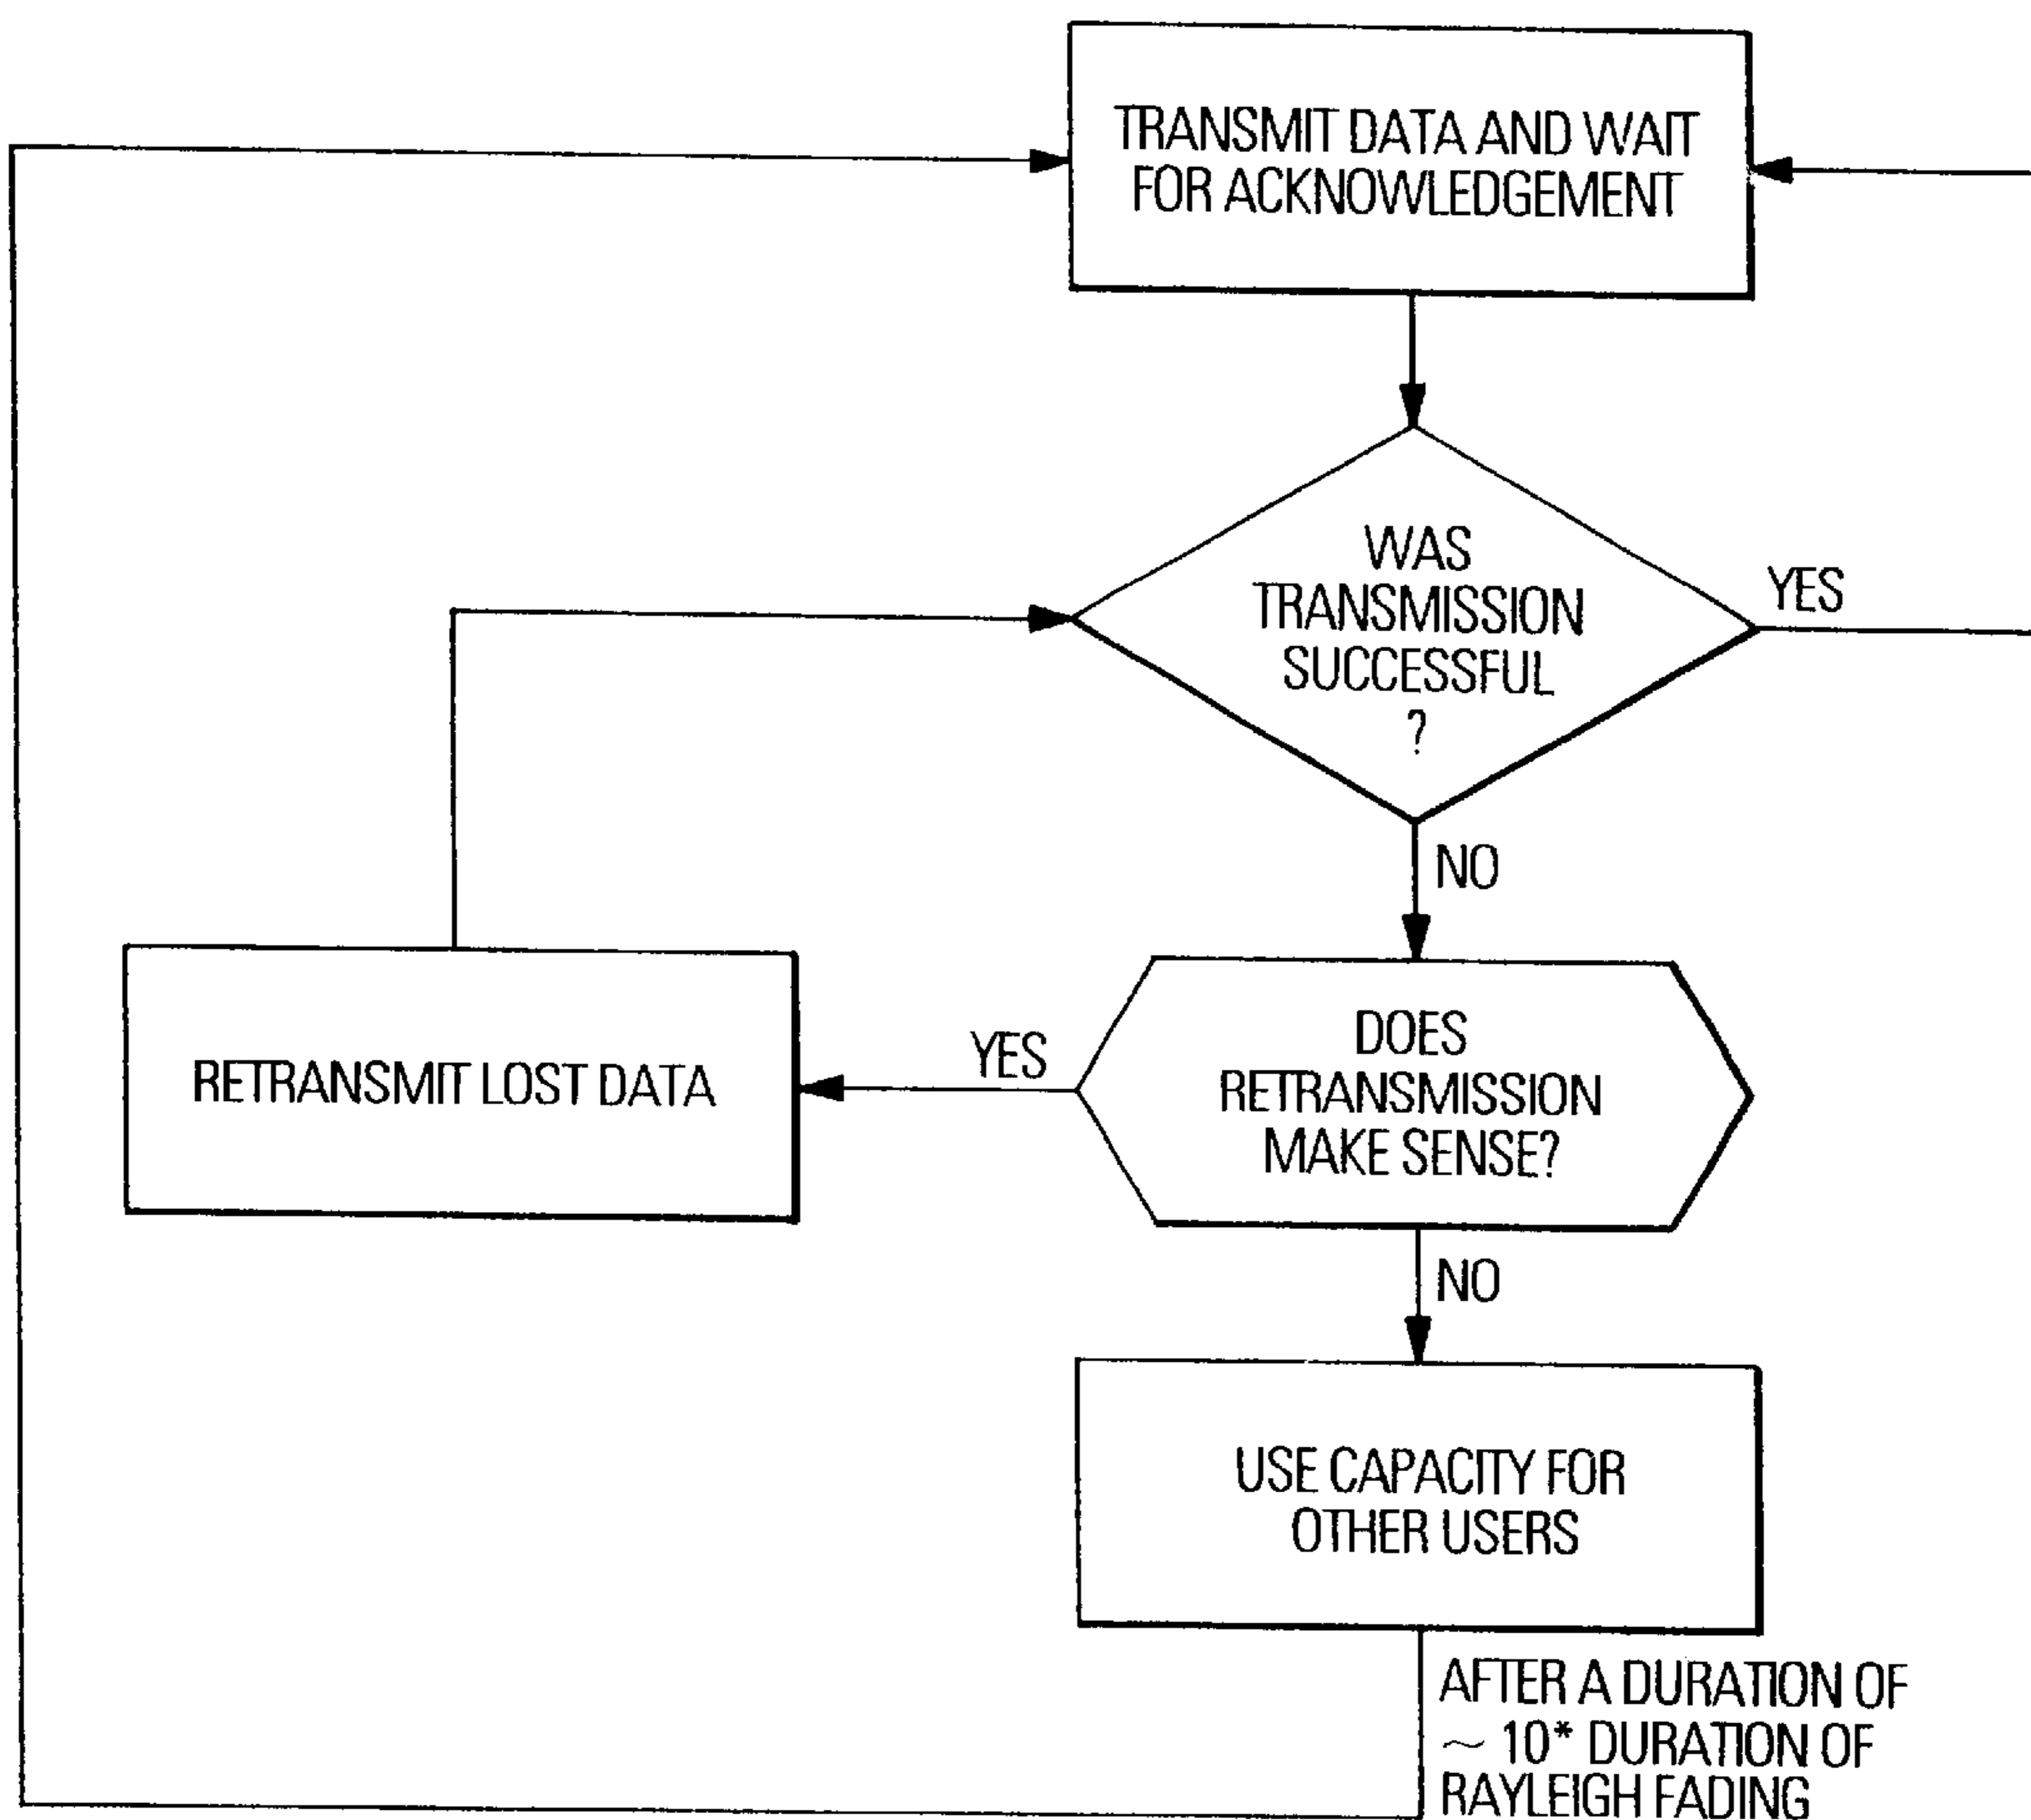 TRANSMIT DATA AND WAIT
FOR ACKNOWLEDGEMENT
WAS
TRANSMISSION
SUCCESSFUL
?
YES
NO
DOES
RETRANSMISSION
MAKE SENSE?
YES
RETRANSMIT LOST DATA
NO
USE CAPACITY FOR
OTHER USERS
AFTER A DURATION OF
~ 10* DURATION OF
RAYLEIGH FADING